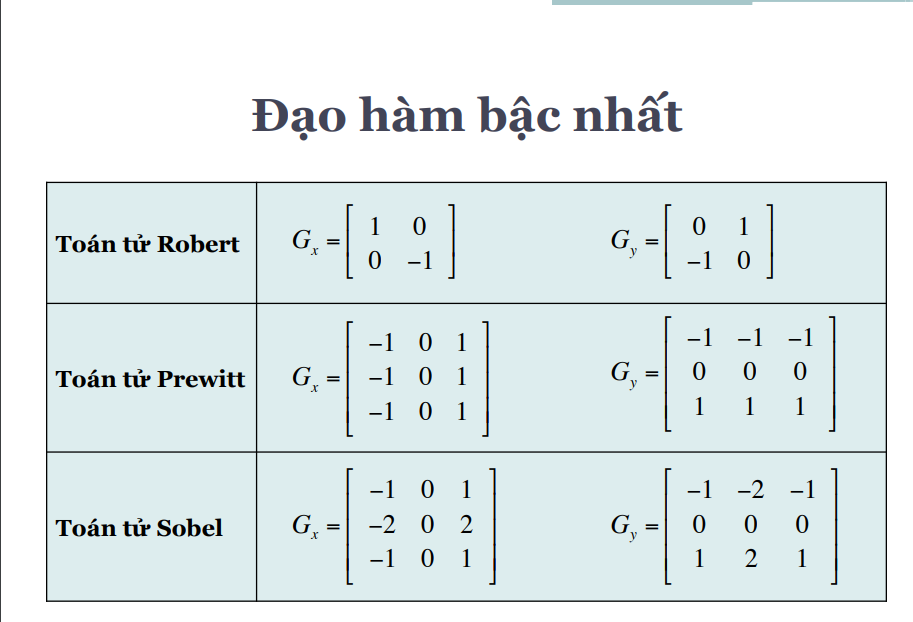 Đạo hàm bậc nhất
Toán tử Robert
G_x = [ 1 0
0 −1 ]
G_y = [ 0 1
−1 0 ]
Toán tử Prewitt
G_x = [ −1 0 1
−1 0 1
−1 0 1 ]
G_y = [ −1 −1 −1
0 0 0
1 1 1 ]
Toán tử Sobel
G_x = [ −1 0 1
−2 0 2
−1 0 1 ]
G_y = [ −1 −2 −1
0 0 0
1 2 1 ]